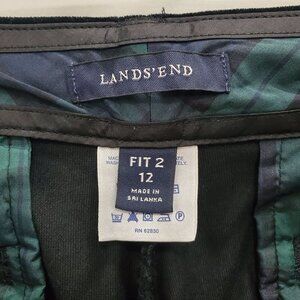 LANDS' END
FIT 2
12
MADE IN
SRI LANKA
RN 62830